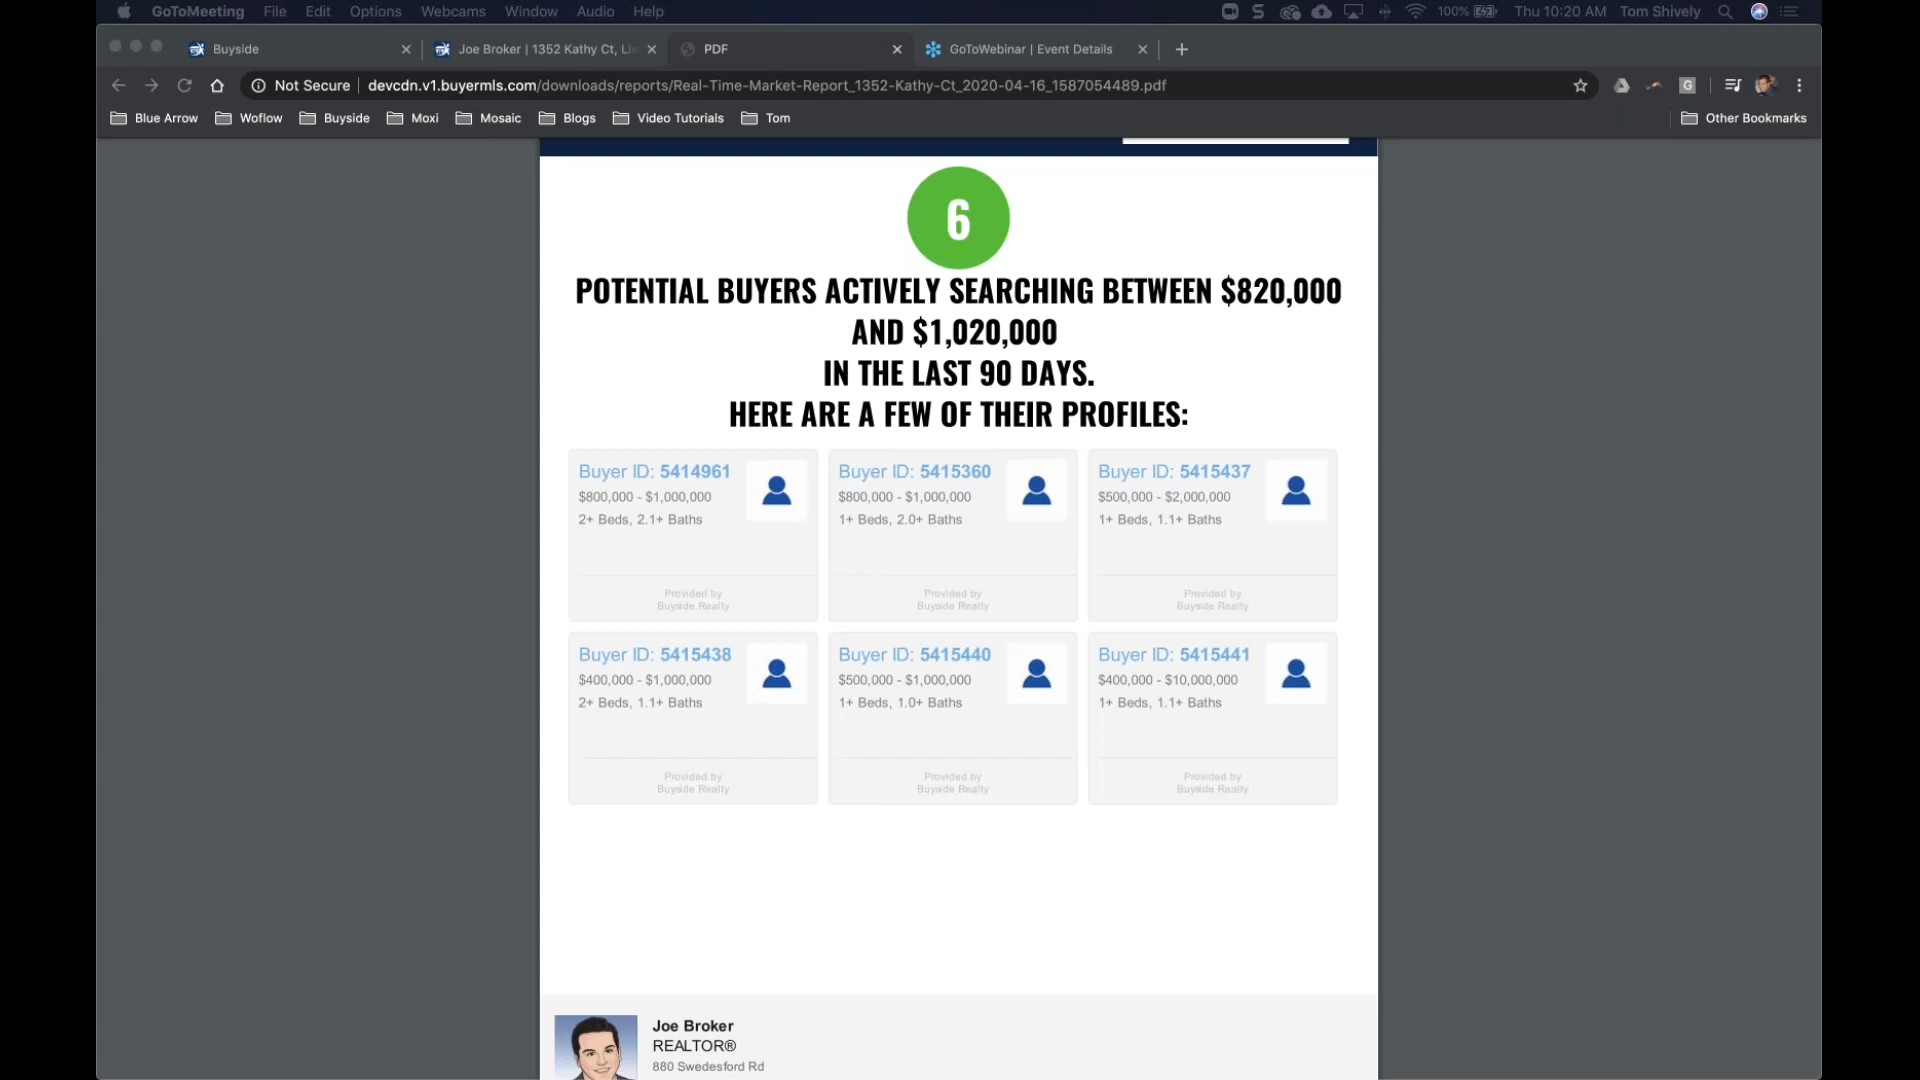 GoToMeeting File Edit Options Webcams Window Audio Help 100% Thu 10:20 AM Tom Shively
Buyside Joe Broker | 1352 Kathy Ct, Liv PDF GoToWebinar | Event Details
Not Secure devcdn.v1.buyermls.com/downloads/reports/Real-Time-Market-Report_1352-Kathy-Ct_2020-04-16_1587054489.pdf
Blue Arrow Woflow Buyside Moxi Mosaic Blogs Video Tutorials Tom Other Bookmarks
6
POTENTIAL BUYERS ACTIVELY SEARCHING BETWEEN $820,000
AND $1,020,000
IN THE LAST 90 DAYS.
HERE ARE A FEW OF THEIR PROFILES:
Buyer ID: 5414961
$800,000 - $1,000,000
2+ Beds, 2.1+ Baths
Provided by
Buyside Realty
Buyer ID: 5415360
$800,000 - $1,000,000
1+ Beds, 2.0+ Baths
Provided by
Buyside Realty
Buyer ID: 5415437
$500,000 - $2,000,000
1+ Beds, 1.1+ Baths
Provided by
Buyside Realty
Buyer ID: 5415438
$400,000 - $1,000,000
2+ Beds, 1.1+ Baths
Provided by
Buyside Realty
Buyer ID: 5415440
$500,000 - $1,000,000
1+ Beds, 1.0+ Baths
Provided by
Buyside Realty
Buyer ID: 5415441
$400,000 - $10,000,000
1+ Beds, 1.1+ Baths
Provided by
Buyside Realty
Joe Broker
REALTOR®
880 Swedesford Rd